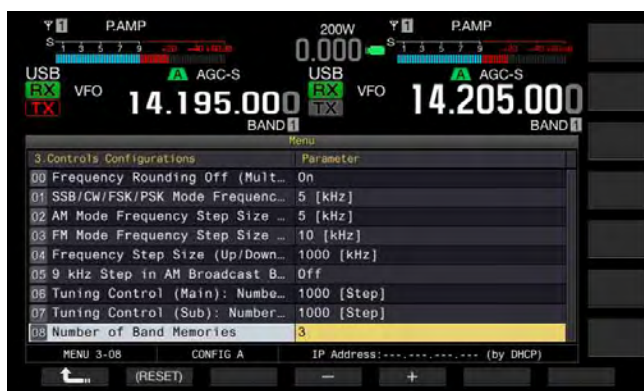 1 P.AMP 200W 1 P.AMP
S 1 3 5 7 9 +20 +40 +60dB 0.000 S 1 3 5 7 9 +20 +40 +60dB
USB A AGC-S USB A AGC-S
RX VFO 14.195.000 RX VFO 14.205.000
TX TX
BAND 1 BAND 1
Menu
3.Controls Configurations Parameter
00 Frequency Rounding Off (Mult… On
01 SSB/CW/FSK/PSK Mode Frequenc… 5 [kHz]
02 AM Mode Frequency Step Size … 5 [kHz]
03 FM Mode Frequency Step Size … 10 [kHz]
04 Frequency Step Size (Up/Down… 1000 [kHz]
05 9 kHz Step in AM Broadcast B… Off
06 Tuning Control (Main): Numbe… 1000 [Step]
07 Tuning Control (Sub): Number… 1000 [Step]
08 Number of Band Memories 3
MENU 3-08 CONFIG A IP Address:---.---.---.--- (by DHCP)
(RESET) − +